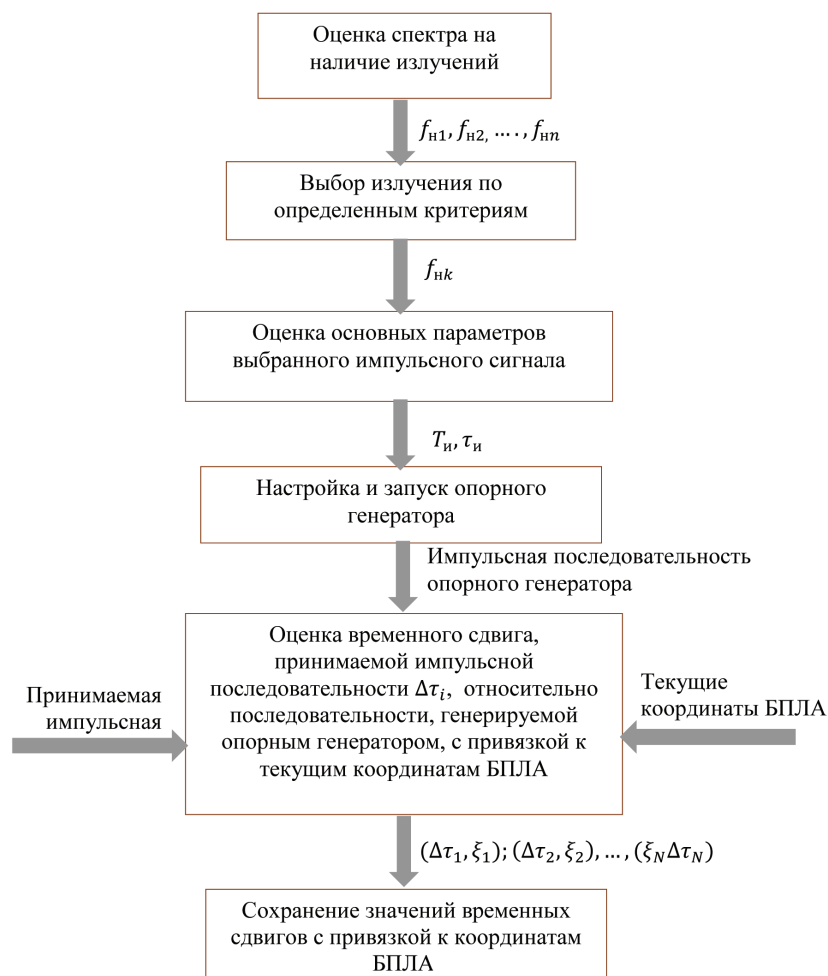 Оценка спектра на
наличие излучений
f_н1, f_н2, …. , f_нn
Выбор излучения по
определенным критериям
f_нk
Оценка основных параметров
выбранного импульсного сигнала
T_и, τ_и
Настройка и запуск опорного
генератора
Импульсная последовательность
опорного генератора
Оценка временного сдвига,
принимаемой импульсной
последовательности Δτ_i, относительно
последовательности, генерируемой
опорным генератором, с привязкой к
текущим координатам БПЛА
Принимаемая
импульсная
Текущие
координаты БПЛА
(Δτ_1, ξ_1); (Δτ_2, ξ_2), … , (ξ_N Δτ_N)
Сохранение значений временных
сдвигов с привязкой к координатам
БПЛА